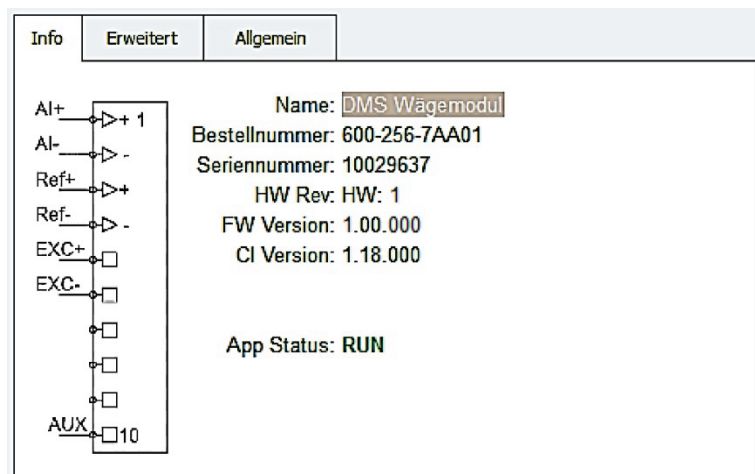 Info Erweitert Allgemein
AI+ + 1
AI- -
Ref+ +
Ref- -
EXC+
EXC-
AUX 10
Name: DMS Wägemodul
Bestellnummer: 600-256-7AA01
Seriennummer: 10029637
HW Rev: HW: 1
FW Version: 1.00.000
CI Version: 1.18.000
App Status: RUN